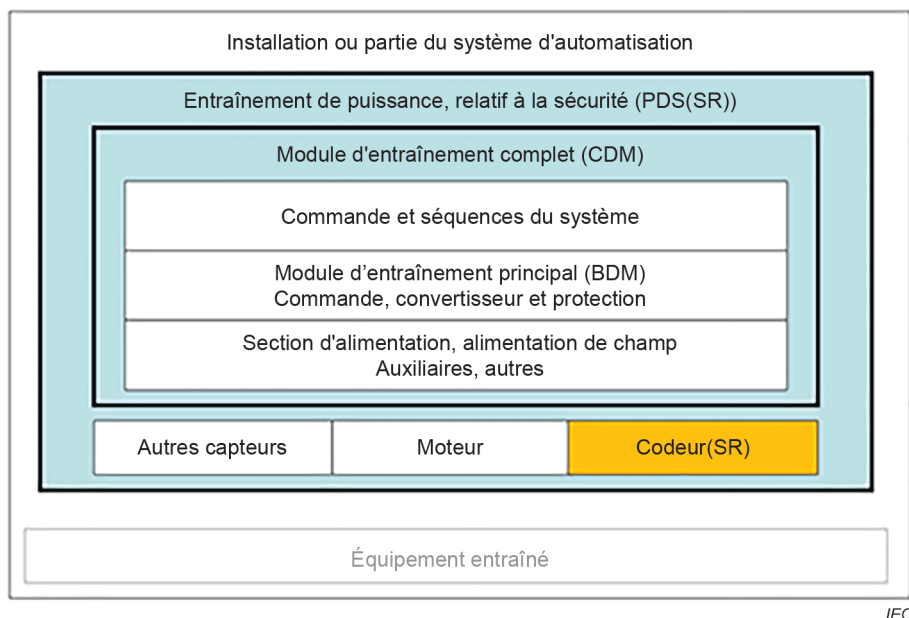 Installation ou partie du système d'automatisation
Entraînement de puissance, relatif à la sécurité (PDS(SR))
Module d'entraînement complet (CDM)
Commande et séquences du système
Module d’entraînement principal (BDM)
Commande, convertisseur et protection
Section d'alimentation, alimentation de champ
Auxiliaires, autres
Autres capteurs
Moteur
Codeur(SR)
Équipement entraîné
IEC